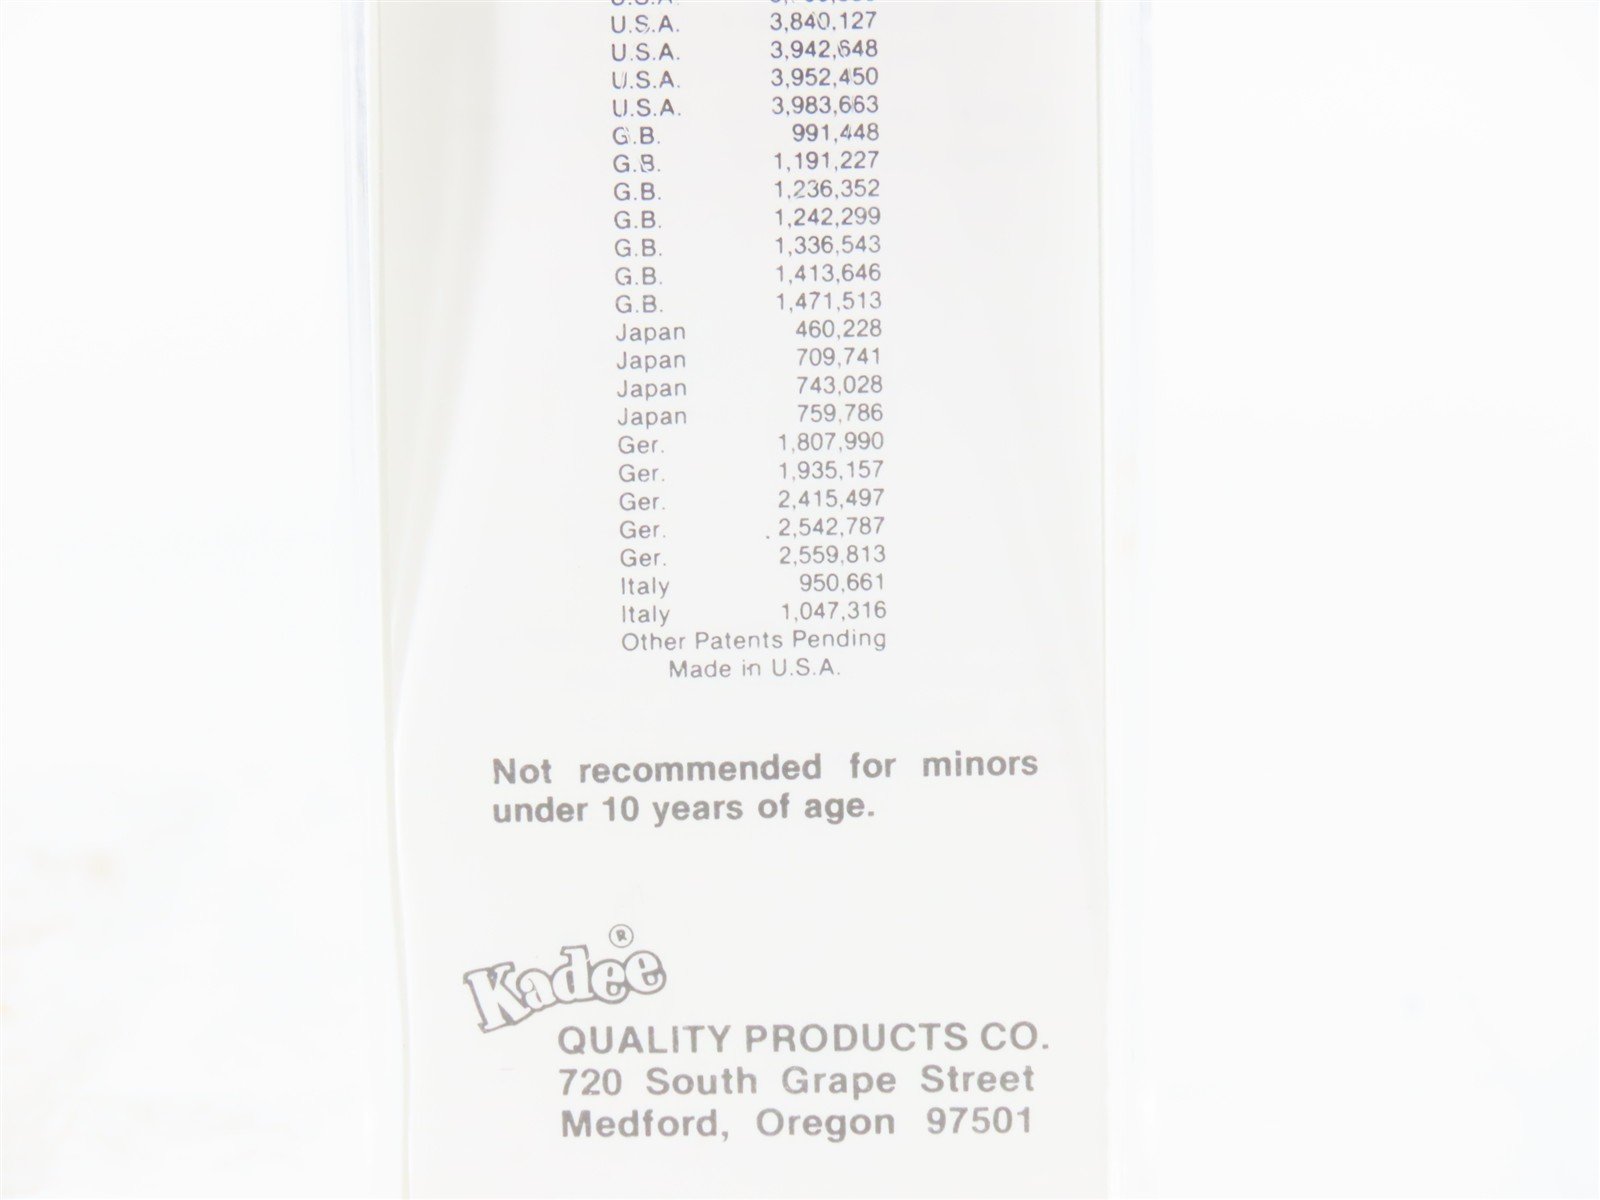 U.S.A. 3,840,127
U.S.A. 3,942,648
U.S.A. 3,952,450
U.S.A. 3,983,663
G.B. 991,448
G.B. 1,191,227
G.B. 1,236,352
G.B. 1,242,299
G.B. 1,336,543
G.B. 1,413,646
G.B. 1,471,513
Japan 460,228
Japan 709,741
Japan 743,028
Japan 759,786
Ger. 1,807,990
Ger. 1,935,157
Ger. 2,415,497
Ger. 2,542,787
Ger. 2,559,813
Italy 950,661
Italy 1,047,316
Other Patents Pending
Made in U.S.A.
Not recommended for minors
under 10 years of age.
Kadee®
QUALITY PRODUCTS CO.
720 South Grape Street
Medford, Oregon 97501